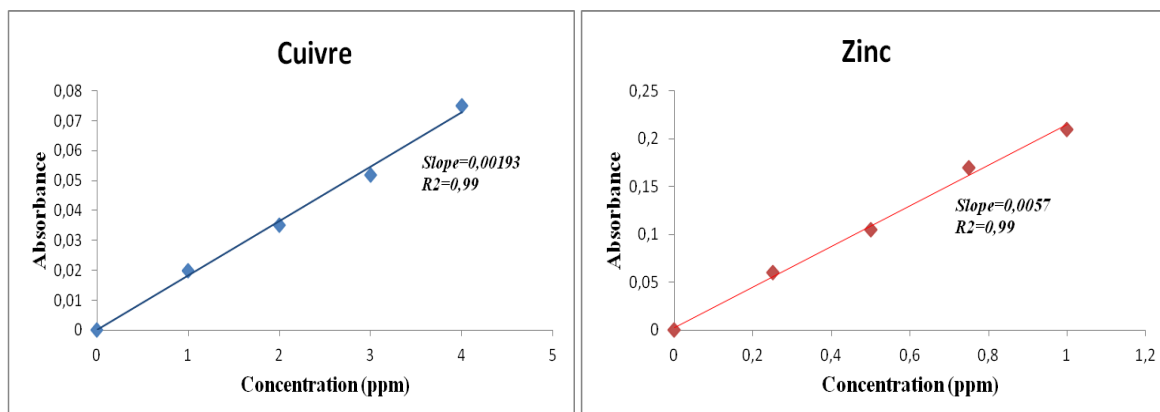 Cuivre
0,08
0,07
0,06
0,05
0,04
0,03
0,02
0,01
0
Absorbance
Slope=0,00193
R2=0,99
0 1 2 3 4 5
Concentration (ppm)
Zinc
0,25
0,2
0,15
0,1
0,05
0
Absorbance
Slope=0,0057
R2=0,99
0 0,2 0,4 0,6 0,8 1 1,2
Concentration (ppm)